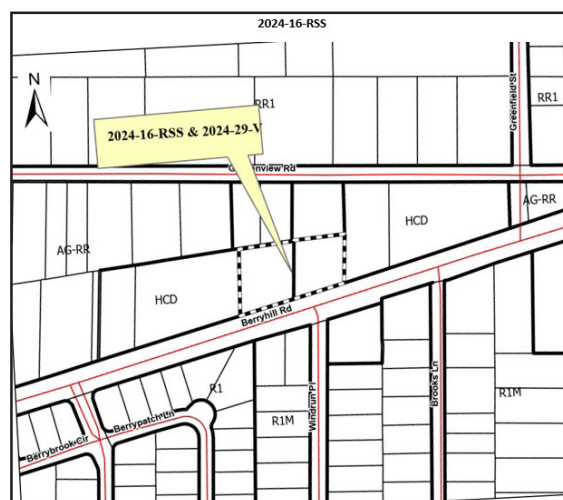 2024-16-RSS
N
RR1
RR1
Greenfield St
2024-16-RSS & 2024-29-V
view Rd
AG-RR
HCD
AG-RR
HCD
Berryhill Rd
R1
Berrypatch Ln
Berrybrook Cir
R1M
Windrun Pl
Brooks Ln
R1M